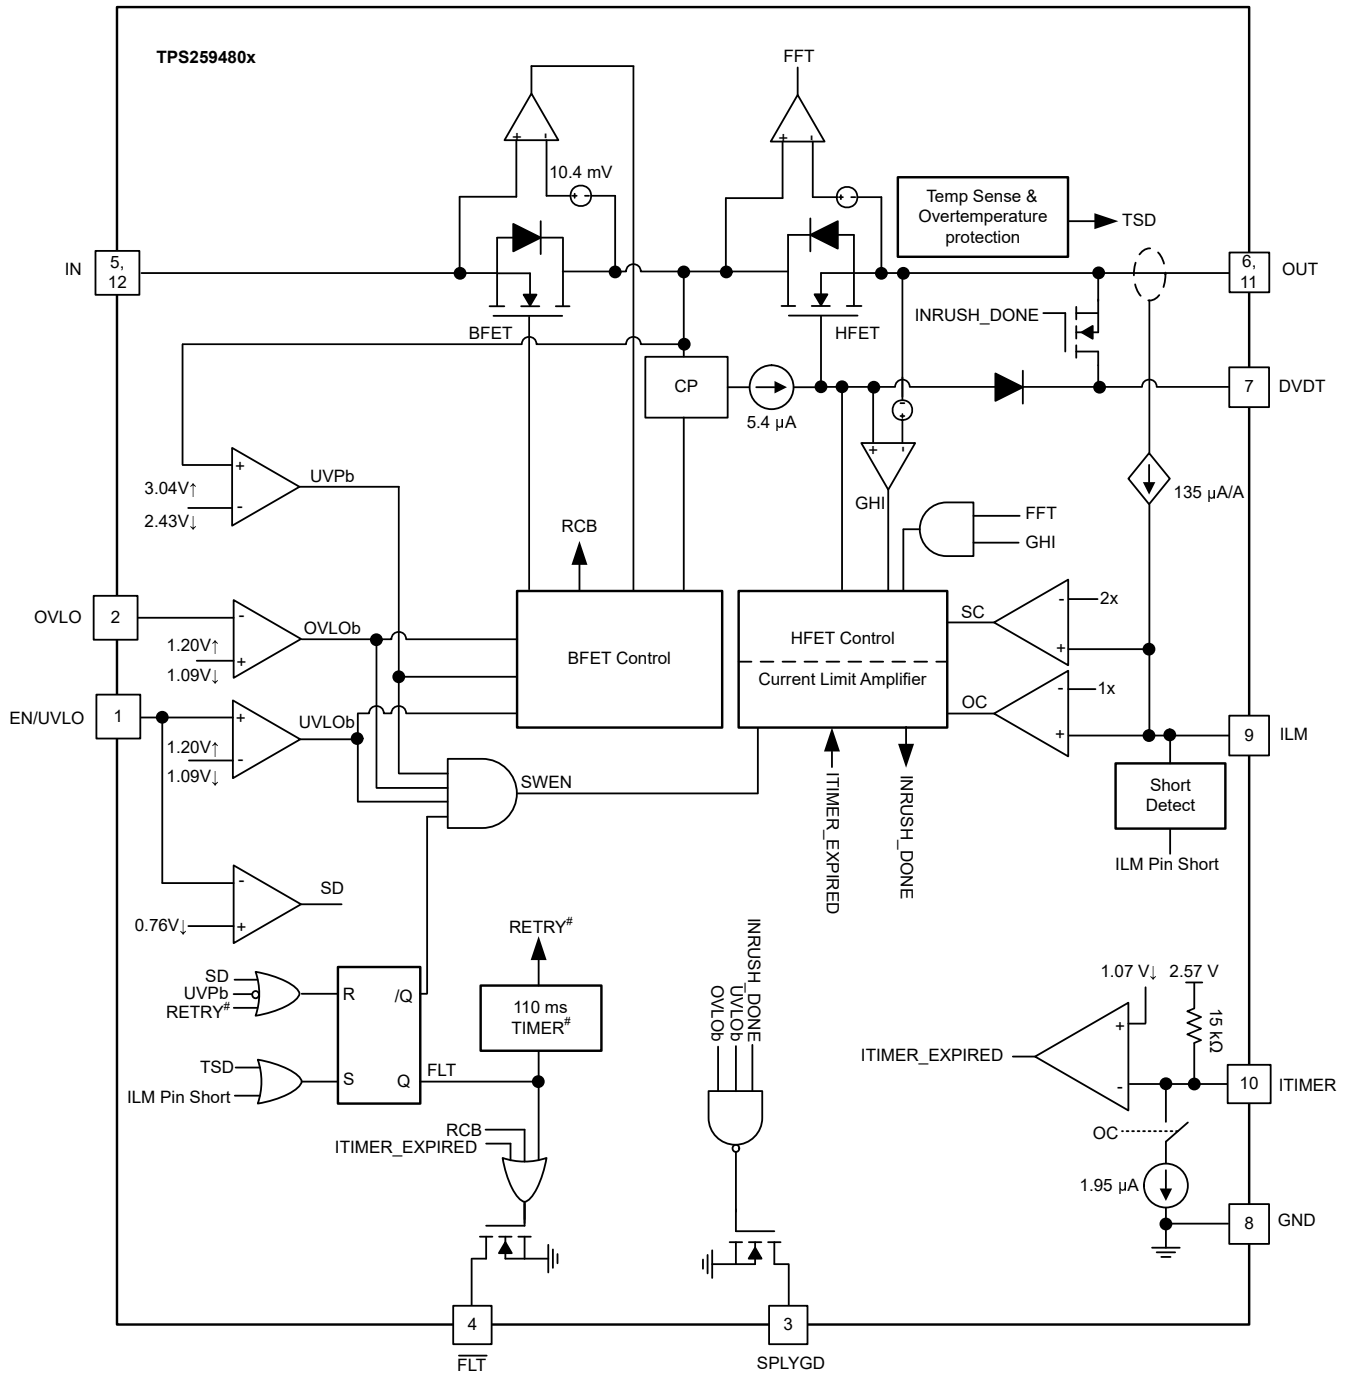 TPS259480x
FFT
+ -
+ -
10.4 mV
+ -
+ -
Temp Sense &
Overtemperature
protection
TSD
IN
5,
12
6,
11
OUT
BFET
HFET
INRUSH_DONE
CP
5.4 µA
7
DVDT
-
+
+ -
GHI
+
UVPb
3.04V↑
-
2.43V↓
135 µA/A
RCB
FFT
GHI
OVLO
2
-
OVLOb
1.20V↑
+
1.09V↓
BFET Control
HFET Control
Current Limit Amplifier
SC
-
2x
+
OC
-
1x
+
EN/UVLO
1
+
UVLOb
1.20V↑
-
1.09V↓
9
ILM
Short
Detect
ILM Pin Short
SWEN
ITIMER_EXPIRED
INRUSH_DONE
-
SD
0.76V↓
+
RETRY#
SD
UVPb
RETRY#
R
/Q
110 ms
TIMER#
TSD
ILM Pin Short
S
Q
FLT
RCB
ITIMER_EXPIRED
OVLOb
UVLOb
INRUSH_DONE
1.07 V↓
2.57 V
+
15 kΩ
ITIMER_EXPIRED
-
10
ITIMER
OC
1.95 µA
8
GND
4
FLT
3
SPLYGD